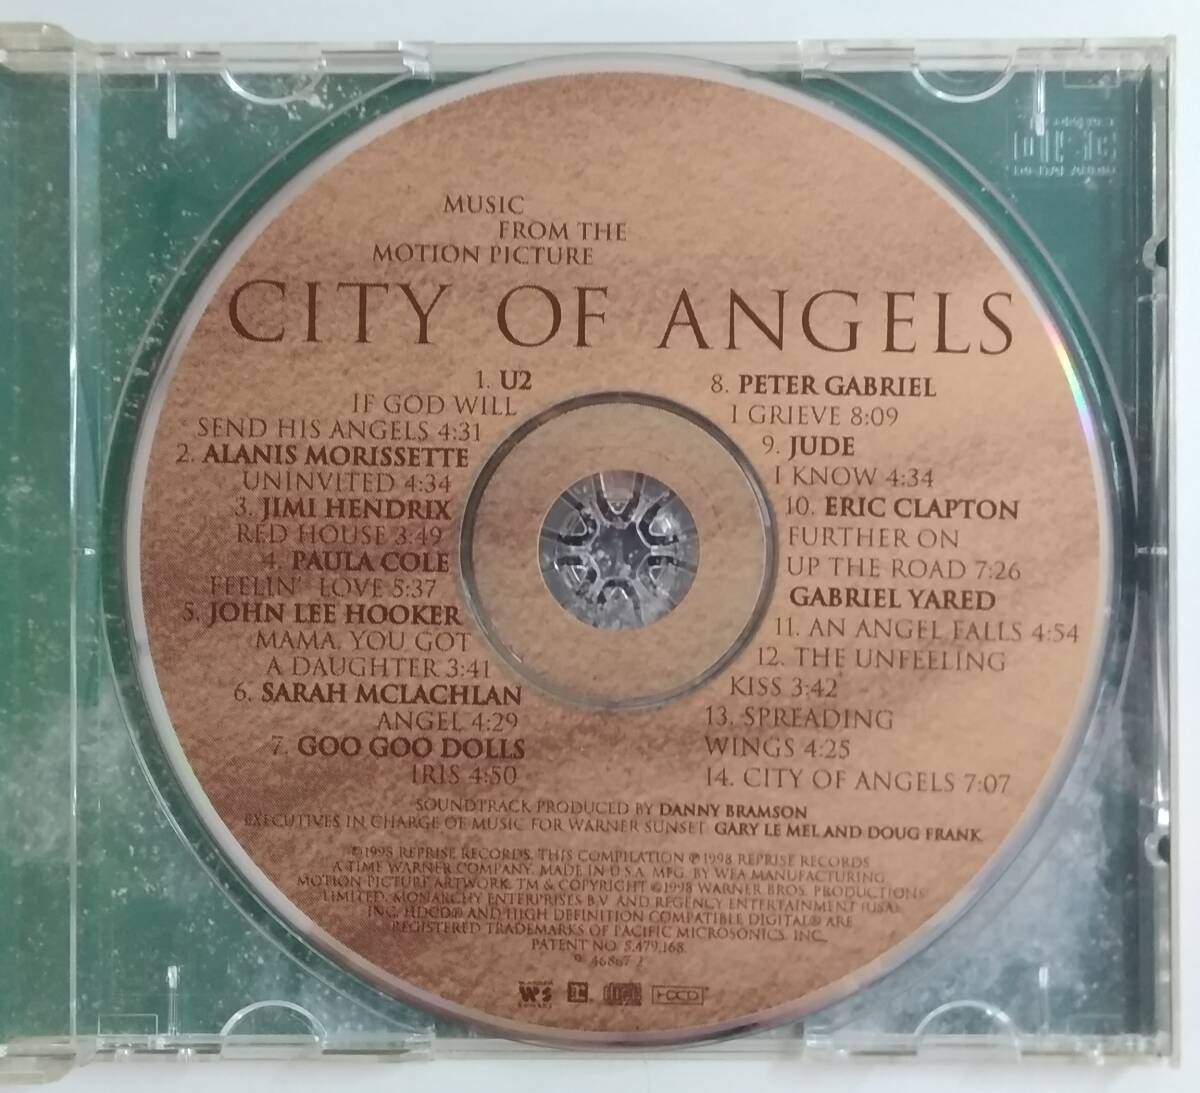 MUSIC
FROM THE
MOTION PICTURE
CITY OF ANGELS
1. U2
IF GOD WILL
SEND HIS ANGELS 4:31
2. ALANIS MORISSETTE
UNINVITED 4:34
3. JIMI HENDRIX
RED HOUSE 3:49
4. PAULA COLE
FEELIN' LOVE 5:37
5. JOHN LEE HOOKER
MAMA, YOU GOT
A DAUGHTER 3:41
6. SARAH MCLACHLAN
ANGEL 4:29
7. GOO GOO DOLLS
IRIS 4:50
8. PETER GABRIEL
I GRIEVE 8:09
9. JUDE
I KNOW 4:34
10. ERIC CLAPTON
FURTHER ON
UP THE ROAD 7:26
GABRIEL YARED
11. AN ANGEL FALLS 4:54
12. THE UNFEELING
KISS 3:42
13. SPREADING
WINGS 4:25
14. CITY OF ANGELS 7:07
SOUNDTRACK PRODUCED BY DANNY BRAMSON
EXECUTIVES IN CHARGE OF MUSIC FOR WARNER SUNSET GARY LE MEL AND DOUG FRANK
©1998 REPRISE RECORDS. THIS COMPILATION ℗1998 REPRISE RECORDS
A TIME WARNER COMPANY. MADE IN U.S.A. MFG. BY WEA MANUFACTURING.
MOTION PICTURE ARTWORK, TM & COPYRIGHT ©1998 WARNER BROS. PRODUCTIONS
LIMITED, MONARCHY ENTERPRISES B.V. AND REGENCY ENTERTAINMENT (USA),
INC. HDCD® AND HIGH DEFINITION COMPATIBLE DIGITAL® ARE
REGISTERED TRADEMARKS OF PACIFIC MICROSONICS, INC.
PATENT NO. 5,479,168.
9 46867 2
HDCD
DIGITAL AUDIO